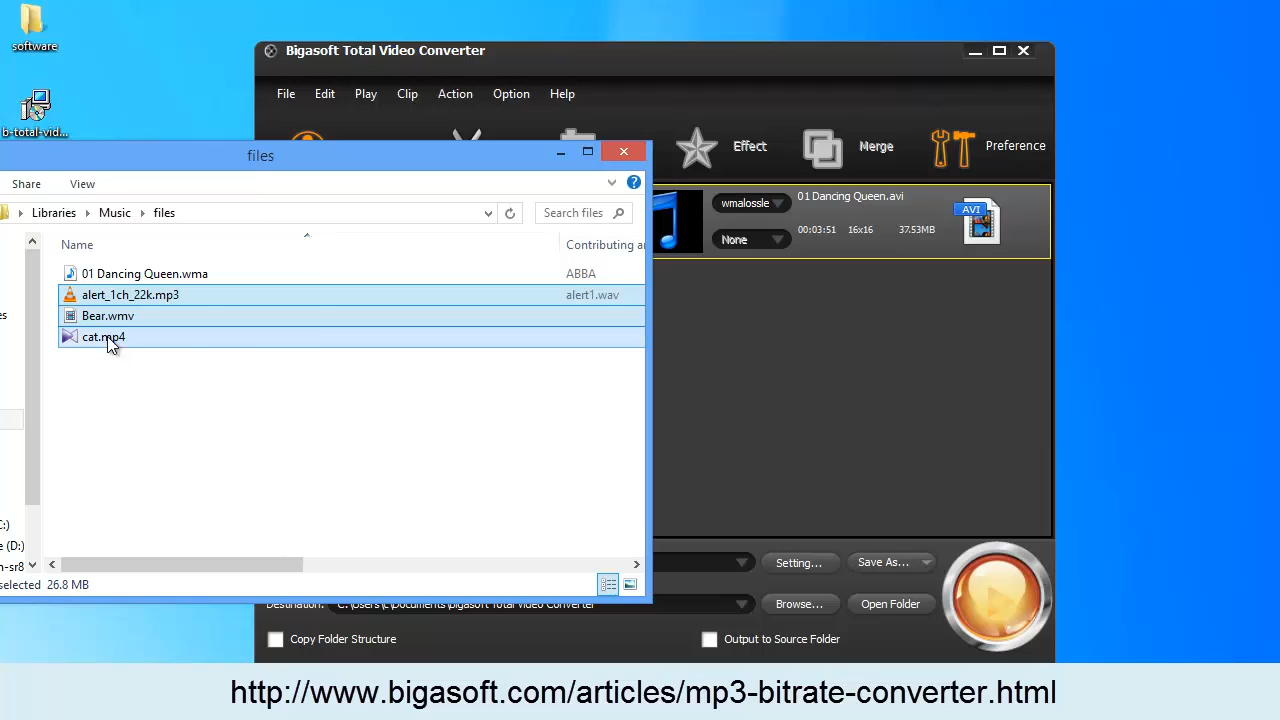 software
b-total-vid...
Bigasoft Total Video Converter
File Edit Play Clip Action Option Help
Effect Merge Preference
files
Share View
Libraries Music files
Search files
Name Contributing a
01 Dancing Queen.wma ABBA
alert_1ch_22k.mp3 alert1.wav
Bear.wmv
cat.mp4
C:)
e (D:)
n-sr8
selected 26.8 MB
wmalossle
None
01 Dancing Queen.avi
00:03:51 16x16 37.53MB
AVI
Setting... Save As...
Destination:
Browse... Open Folder
Copy Folder Structure Output to Source Folder
http://www.bigasoft.com/articles/mp3-bitrate-converter.html